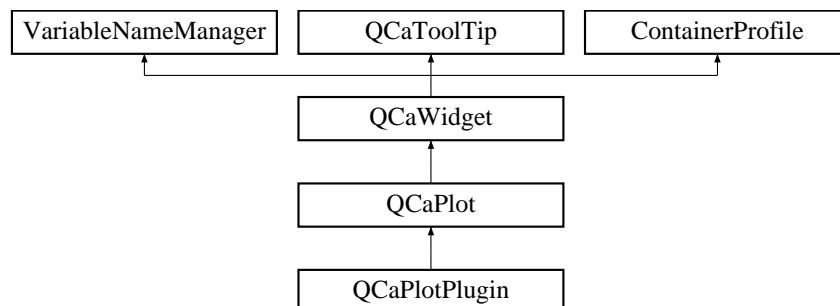 VariableNameManager
QCaToolTip
ContainerProfile
QCaWidget
QCaPlot
QCaPlotPlugin